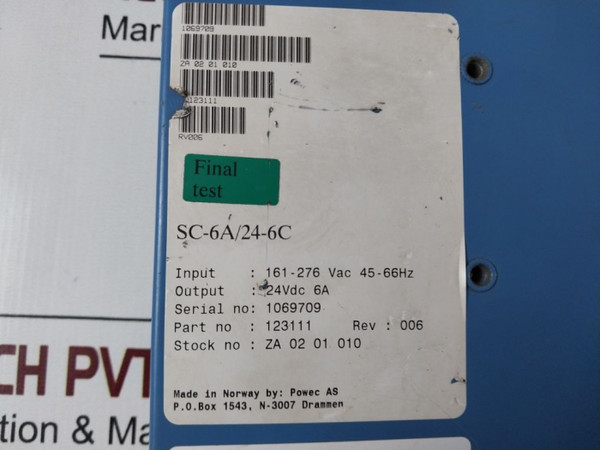 Mar
1069709
ZA 02 01 010
123111
RV006
Final
test
SC-6A/24-6C
Input : 161-276 Vac 45-66Hz
Output : 24Vdc 6A
Serial no: 1069709
Part no : 123111 Rev : 006
Stock no : ZA 02 01 010
Made in Norway by: Powec AS
P.O.Box 1543, N-3007 Drammen
CH PVT
tion & Ma